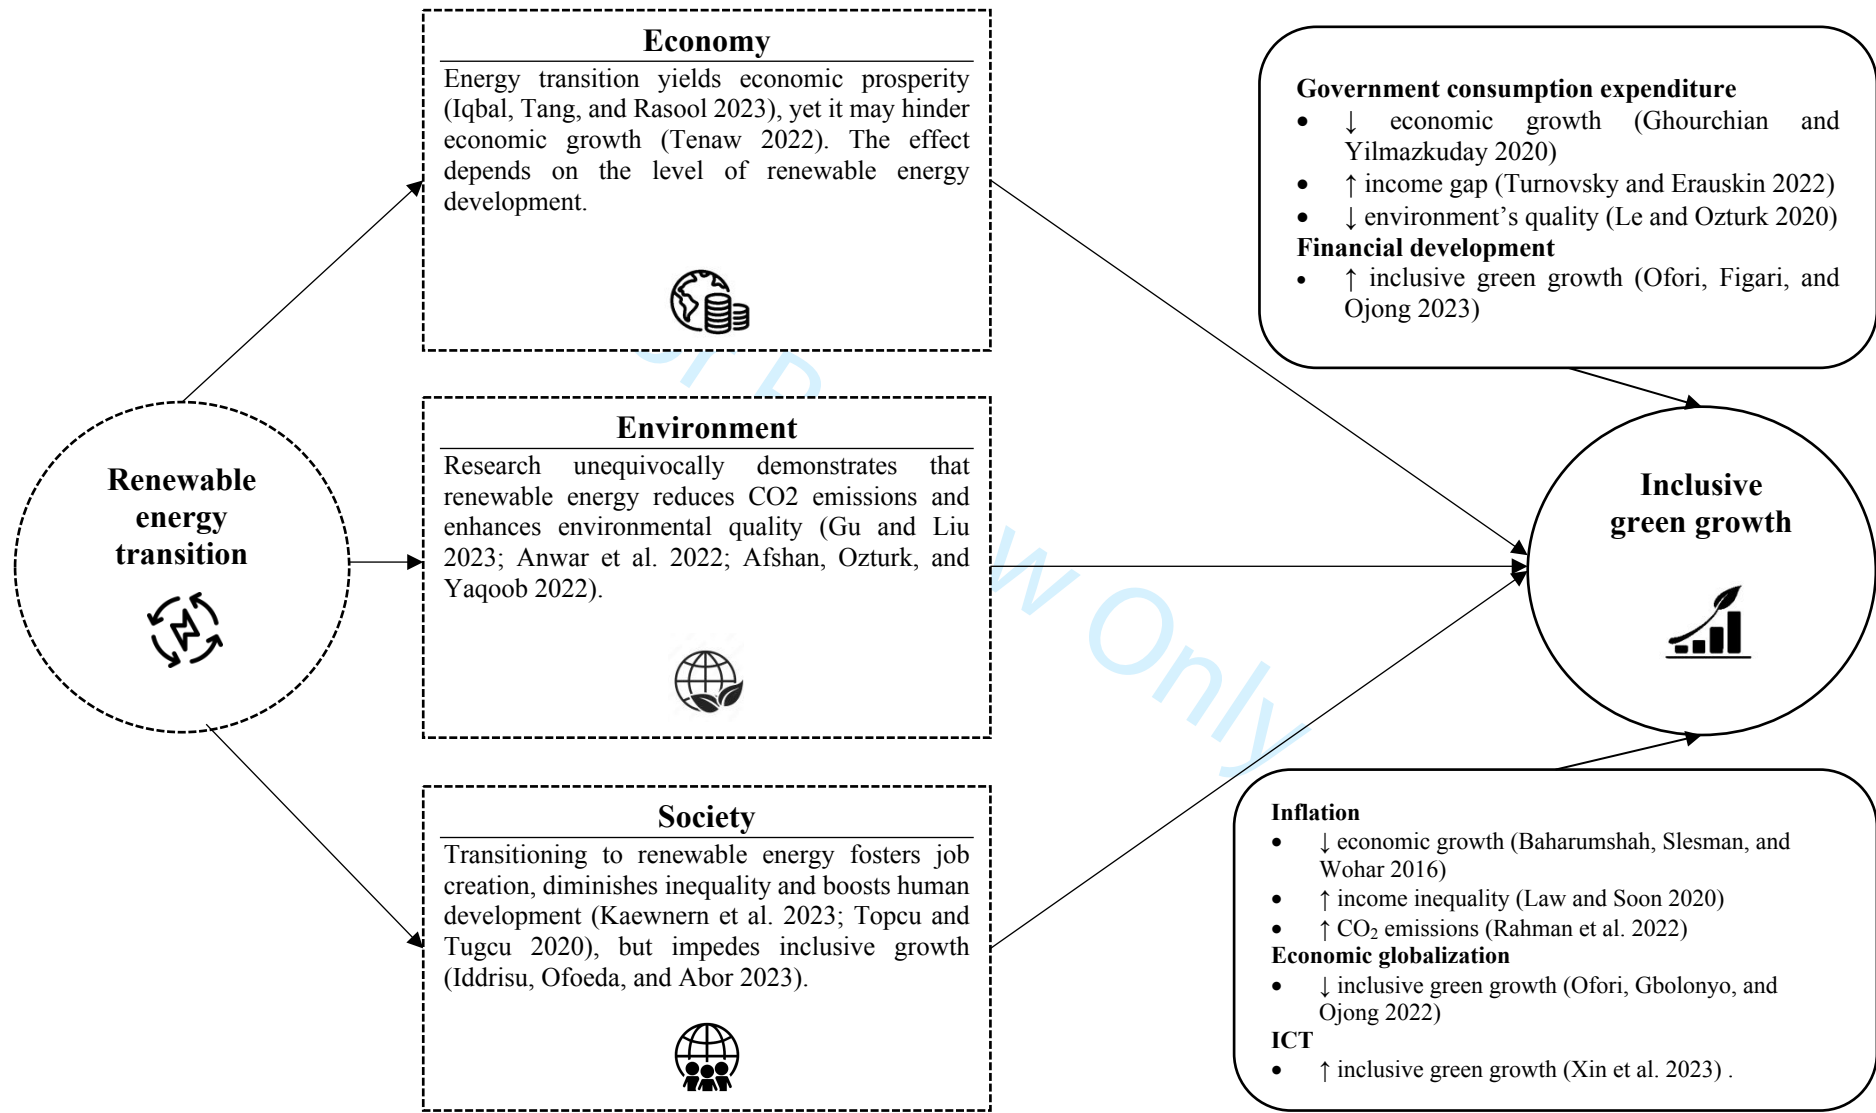 Economy
Energy transition yields economic prosperity
(Iqbal, Tang, and Rasool 2023), yet it may hinder
economic growth (Tenaw 2022). The effect
depends on the level of renewable energy
development.
Government consumption expenditure
• ↓ economic growth (Ghourchian and
Yilmazkuday 2020)
• ↑ income gap (Turnovsky and Erauskin 2022)
• ↓ environment’s quality (Le and Ozturk 2020)
Financial development
• ↑ inclusive green growth (Ofori, Figari, and
Ojong 2023)
Renewable
energy
transition
Environment
Research unequivocally demonstrates that
renewable energy reduces CO2 emissions and
enhances environmental quality (Gu and Liu
2023; Anwar et al. 2022; Afshan, Ozturk, and
Yaqoob 2022).
Inclusive
green growth
Society
Transitioning to renewable energy fosters job
creation, diminishes inequality and boosts human
development (Kaewnern et al. 2023; Topcu and
Tugcu 2020), but impedes inclusive growth
(Iddrisu, Ofoeda, and Abor 2023).
Inflation
• ↓ economic growth (Baharumshah, Slesman, and
Wohar 2016)
• ↑ income inequality (Law and Soon 2020)
• ↑ CO₂ emissions (Rahman et al. 2022)
Economic globalization
• ↓ inclusive green growth (Ofori, Gbolonyo, and
Ojong 2022)
ICT
• ↑ inclusive green growth (Xin et al. 2023) .
Only